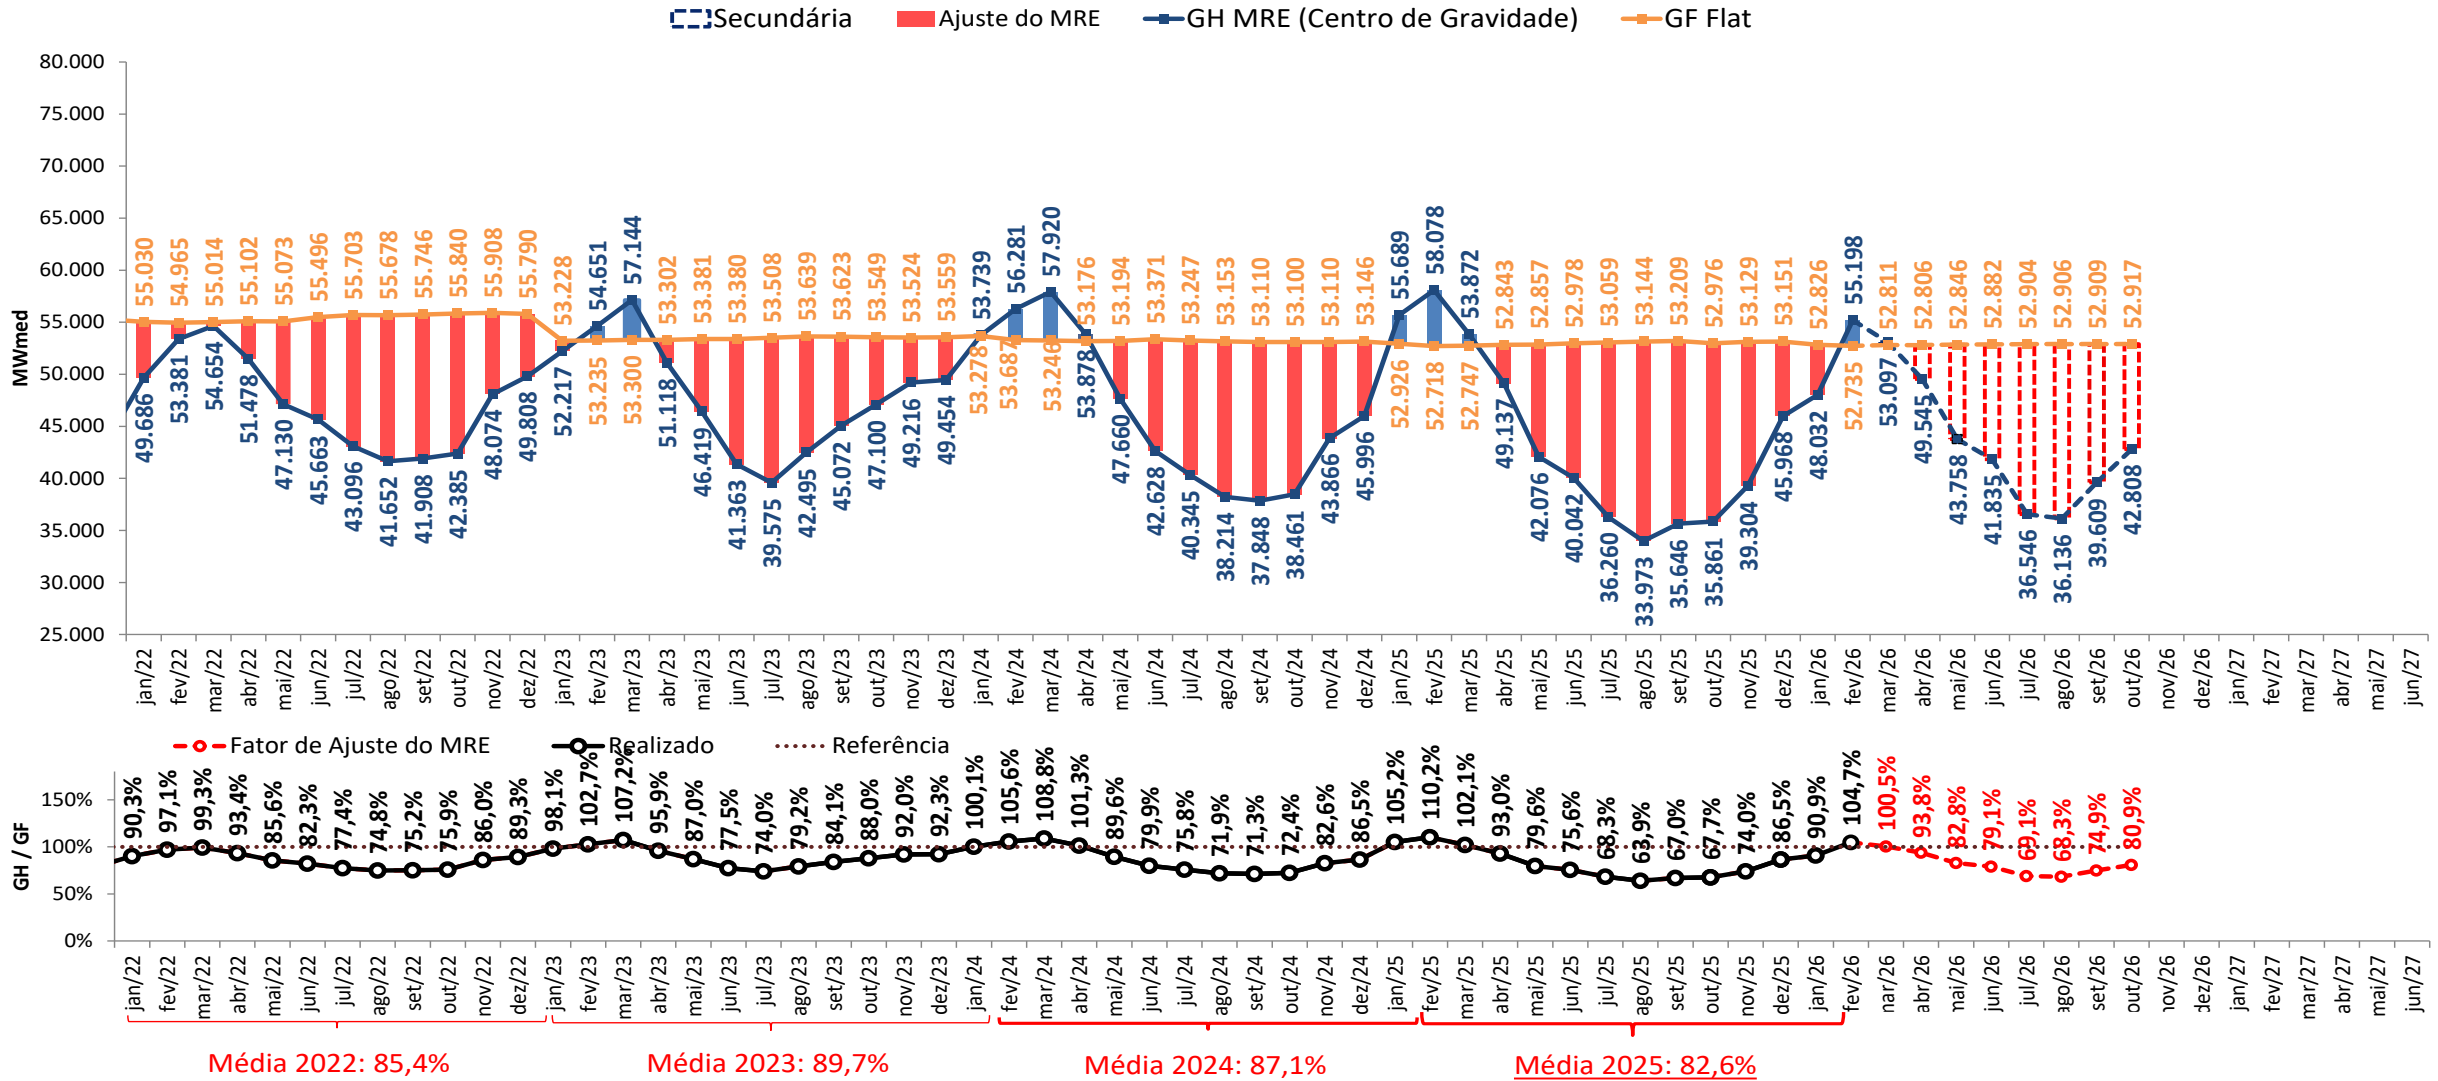 Secundária Ajuste do MRE GH MRE (Centro de Gravidade) GF Flat
MWmed
80.000
75.000
70.000
65.000
60.000
55.000
50.000
45.000
40.000
35.000
30.000
25.000
55.030 54.965 55.014 55.102 55.073 55.496 55.703 55.678 55.746 55.840 55.908 55.790 53.228 54.651 57.144 53.302 53.381 53.380 53.508 53.639 53.623 53.549 53.524 53.559 53.739 56.281 57.920 53.176 53.194 53.371 53.247 53.153 53.110 53.100 53.110 53.146 55.689 58.078 53.872 52.843 52.857 52.978 53.059 53.144 53.209 52.976 53.129 53.151 52.826 55.198 52.811 52.806 52.846 52.882 52.904 52.906 52.909 52.917
49.686 53.381 54.654 51.478 47.130 45.663 43.096 41.652 41.908 42.385 48.074 49.808 52.217 53.235 53.300 51.118 46.419 41.363 39.575 42.495 45.072 47.100 49.216 49.454 53.278 53.687 53.246 53.878 47.660 42.628 40.345 38.214 37.848 38.461 43.866 45.996 52.926 52.718 52.747 49.137 42.076 40.042 36.260 33.973 35.646 35.861 39.304 45.968 48.032 52.735 53.097 49.545 43.758 41.835 36.546 36.136 39.609 42.808
jan/22 fev/22 mar/22 abr/22 mai/22 jun/22 jul/22 ago/22 set/22 out/22 nov/22 dez/22 jan/23 fev/23 mar/23 abr/23 mai/23 jun/23 jul/23 ago/23 set/23 out/23 nov/23 dez/23 jan/24 fev/24 mar/24 abr/24 mai/24 jun/24 jul/24 ago/24 set/24 out/24 nov/24 dez/24 jan/25 fev/25 mar/25 abr/25 mai/25 jun/25 jul/25 ago/25 set/25 out/25 nov/25 dez/25 jan/26 fev/26 mar/26 abr/26 mai/26 jun/26 jul/26 ago/26 set/26 out/26 nov/26 dez/26 jan/27 fev/27 mar/27 abr/27 mai/27 jun/27
Fator de Ajuste do MRE Realizado Referência
GH / GF
150%
100%
50%
0%
90,3% 97,1% 99,3% 93,4% 85,6% 82,3% 77,4% 74,8% 75,2% 75,9% 86,0% 89,3% 98,1% 102,7% 107,2% 95,9% 87,0% 77,5% 74,0% 79,2% 84,1% 88,0% 92,0% 92,3% 100,1% 105,6% 108,8% 101,3% 89,6% 79,9% 75,8% 71,9% 71,3% 72,4% 82,6% 86,5% 105,2% 110,2% 102,1% 93,0% 79,6% 75,6% 68,3% 63,9% 67,0% 67,7% 74,0% 86,5% 90,9% 104,7% 100,5% 93,8% 82,8% 79,1% 69,1% 68,3% 74,9% 80,9%
jan/22 fev/22 mar/22 abr/22 mai/22 jun/22 jul/22 ago/22 set/22 out/22 nov/22 dez/22 jan/23 fev/23 mar/23 abr/23 mai/23 jun/23 jul/23 ago/23 set/23 out/23 nov/23 dez/23 jan/24 fev/24 mar/24 abr/24 mai/24 jun/24 jul/24 ago/24 set/24 out/24 nov/24 dez/24 jan/25 fev/25 mar/25 abr/25 mai/25 jun/25 jul/25 ago/25 set/25 out/25 nov/25 dez/25 jan/26 fev/26 mar/26 abr/26 mai/26 jun/26 jul/26 ago/26 set/26 out/26 nov/26 dez/26 jan/27 fev/27 mar/27 abr/27 mai/27 jun/27
Média 2022: 85,4% Média 2023: 89,7% Média 2024: 87,1% Média 2025: 82,6%